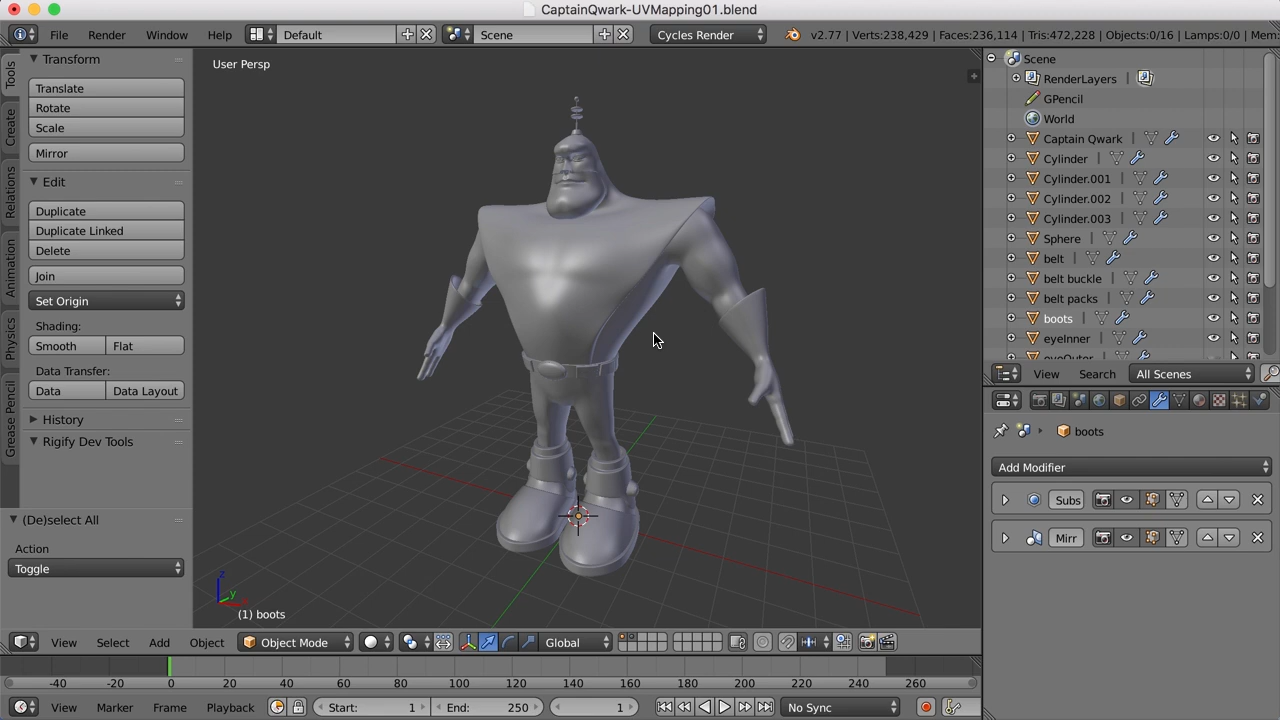 CaptainQwark-UVMapping01.blend
File Render Window Help Default Scene Cycles Render v2.77 | Verts:238,429 | Faces:236,114 | Tris:472,228 | Objects:0/16 | Lamps:0/0 | Mem:
Tools
Create
Relations
Animation
Physics
Grease Pencil
Transform
Translate
Rotate
Scale
Mirror
Edit
Duplicate
Duplicate Linked
Delete
Join
Set Origin
Shading:
Smooth Flat
Data Transfer:
Data Data Layout
History
Rigify Dev Tools
(De)select All
Action
Toggle
User Persp
z
y
x
(1) boots
View Select Add Object Object Mode Global
-40 -20 0 20 40 60 80 100 120 140 160 180 200 220 240 260
View Marker Frame Playback Start: 1 End: 250 1 No Sync
Scene
RenderLayers
GPencil
World
Captain Qwark
Cylinder
Cylinder.001
Cylinder.002
Cylinder.003
Sphere
belt
belt buckle
belt packs
boots
eyeInner
eyeOuter
View Search All Scenes
boots
Add Modifier
Subs
Mirr